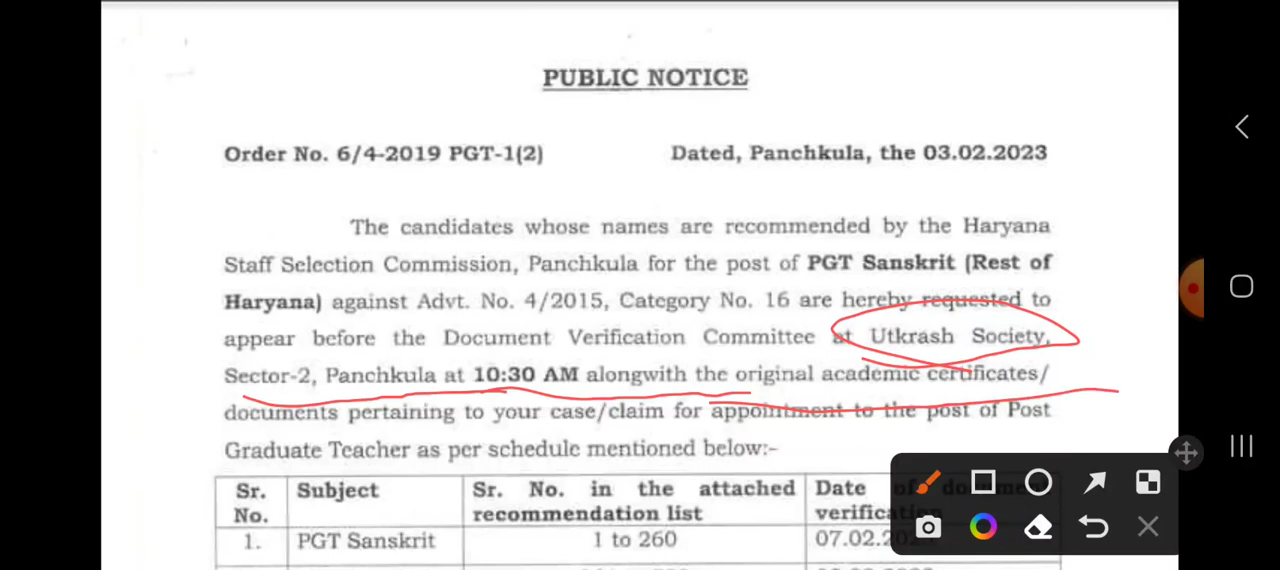 PUBLIC NOTICE
Order No. 6/4-2019 PGT-1(2) Dated, Panchkula, the 03.02.2023
The candidates whose names are recommended by the Haryana
Staff Selection Commission, Panchkula for the post of PGT Sanskrit (Rest of
Haryana) against Advt. No. 4/2015, Category No. 16 are hereby requested to
appear before the Document Verification Committee at Utkrash Society,
Sector-2, Panchkula at 10:30 AM alongwith the original academic certificates/
documents pertaining to your case/claim for appointment to the post of Post
Graduate Teacher as per schedule mentioned below:-
Sr. Subject Sr. No. in the attached Date
No. recommendation list
1. PGT Sanskrit 1 to 260